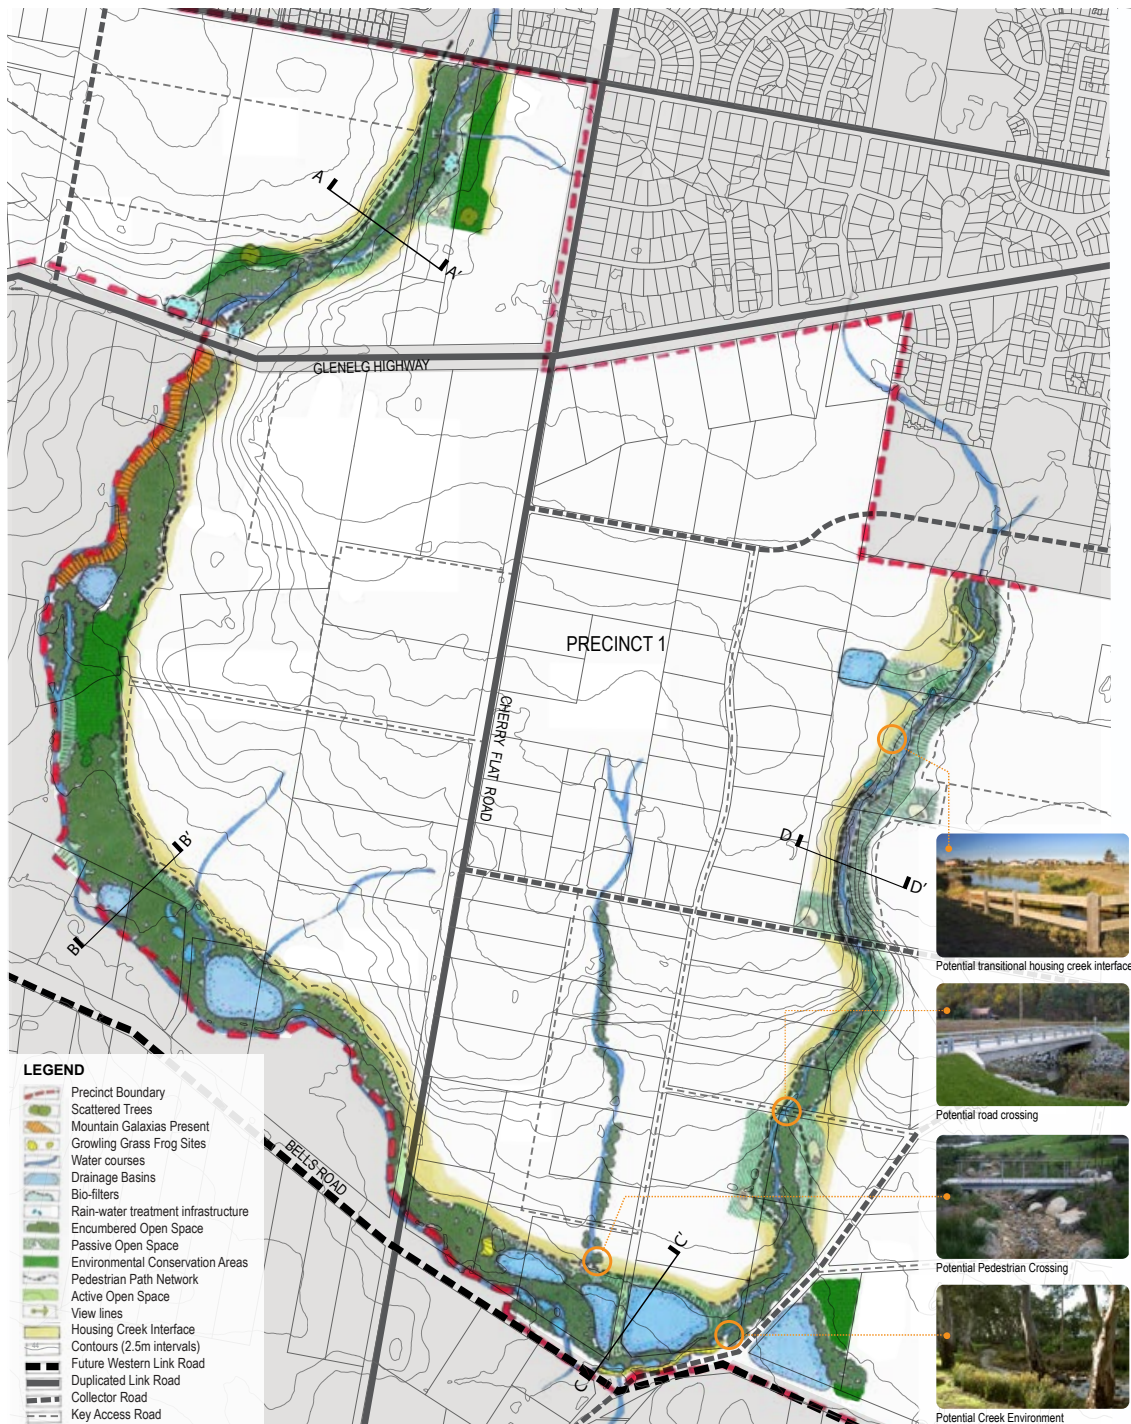 A
A'
GLENELG HIGHWAY
PRECINCT 1
CHERRY FLAT ROAD
B'
B
D
D'
Potential transitional housing creek interface
Potential road crossing
BELLS ROAD
C
C'
Potential Pedestrian Crossing
Potential Creek Environment
LEGEND
Precinct Boundary
Scattered Trees
Mountain Galaxias Present
Growling Grass Frog Sites
Water courses
Drainage Basins
Bio-filters
Rain-water treatment infrastructure
Encumbered Open Space
Passive Open Space
Environmental Conservation Areas
Pedestrian Path Network
Active Open Space
View lines
Housing Creek Interface
Contours (2.5m intervals)
Future Western Link Road
Duplicated Link Road
Collector Road
Key Access Road